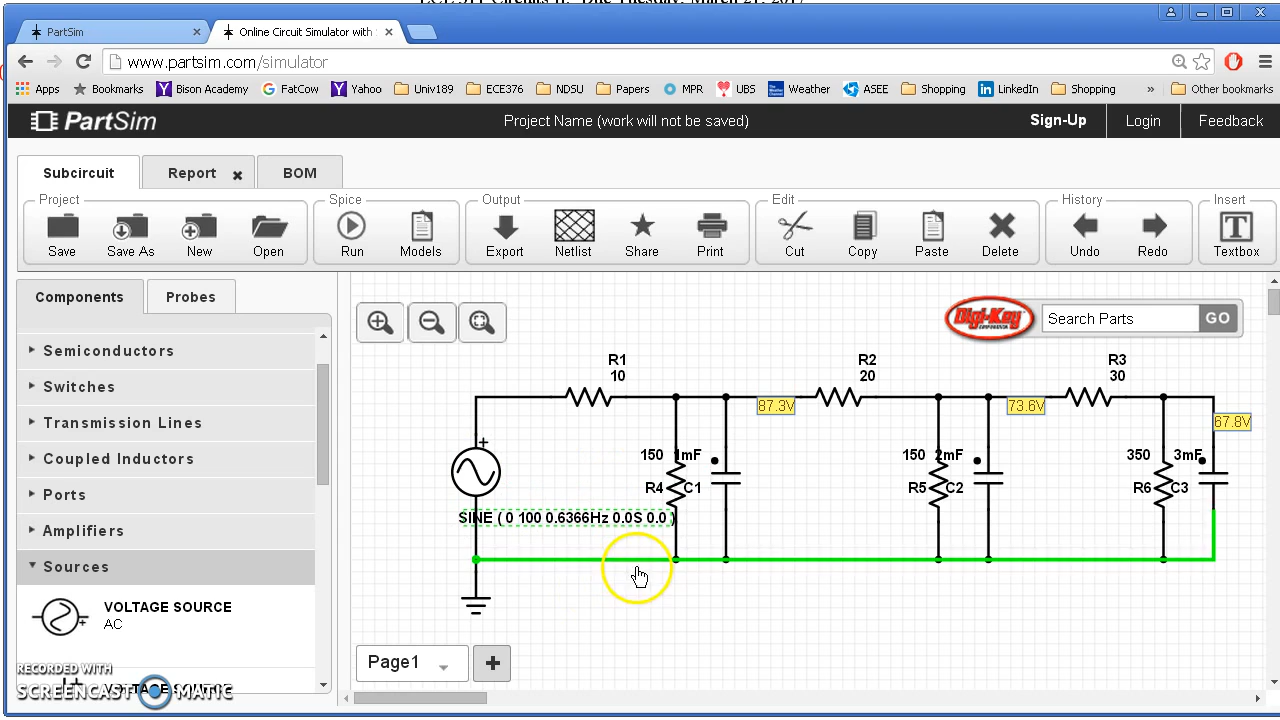 PartSim
Online Circuit Simulator with
www.partsim.com/simulator
Apps
Bookmarks
Bison Academy
CatCow
Yahoo
Univ189
ECE376
NDSU
Papers
MPR
UBS
Weather
ASEE
Shopping
LinkedIn
Shopping
»
Other bookmarks
PartSim
Project Name (work will not be saved)
Sign-Up
Login
Feedback
Subcircuit
Report
BOM
Project
Spice
Output
Edit
History
Insert
Save
Save As
New
Open
Run
Models
Export
Netlist
Share
Print
Cut
Copy
Paste
Delete
Undo
Redo
Textbox
Components
Probes
Semiconductors
Switches
Transmission Lines
Coupled Inductors
Ports
Amplifiers
Sources
VOLTAGE SOURCE
AC
Digi-Key
CORPORATION
Search Parts
GO
R1
10
R2
20
R3
30
87.3V
73.6V
67.8V
150 1mF
R4 C1
150 2mF
R5 C2
350 3mF
R6 C3
SINE ( 0 100 0.6366Hz 0.0S 0.0 )
Page1
RECORDED WITH
SCREENCAST MATIC